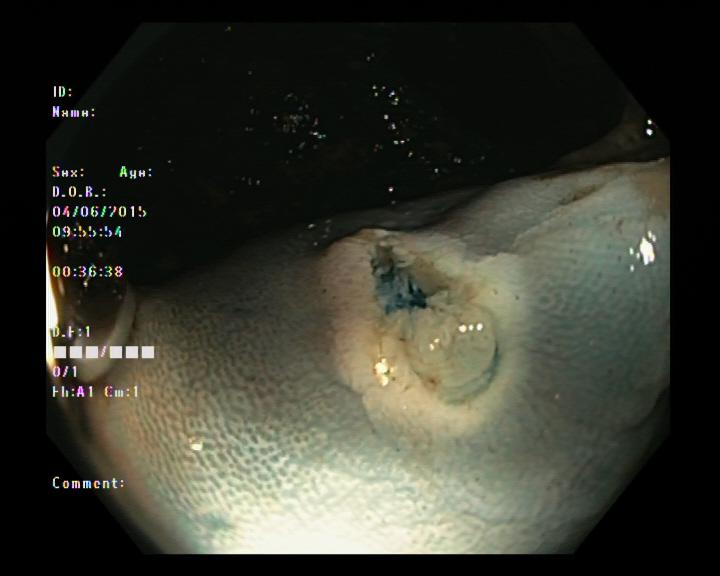 ID:
Name:
Sex: Age:
D.O.B.:
04/06/2015
09:55:54
00:36:38
D.F:1
■■■/■■■
0/1
Eh:A1 Cm:1
Comment: